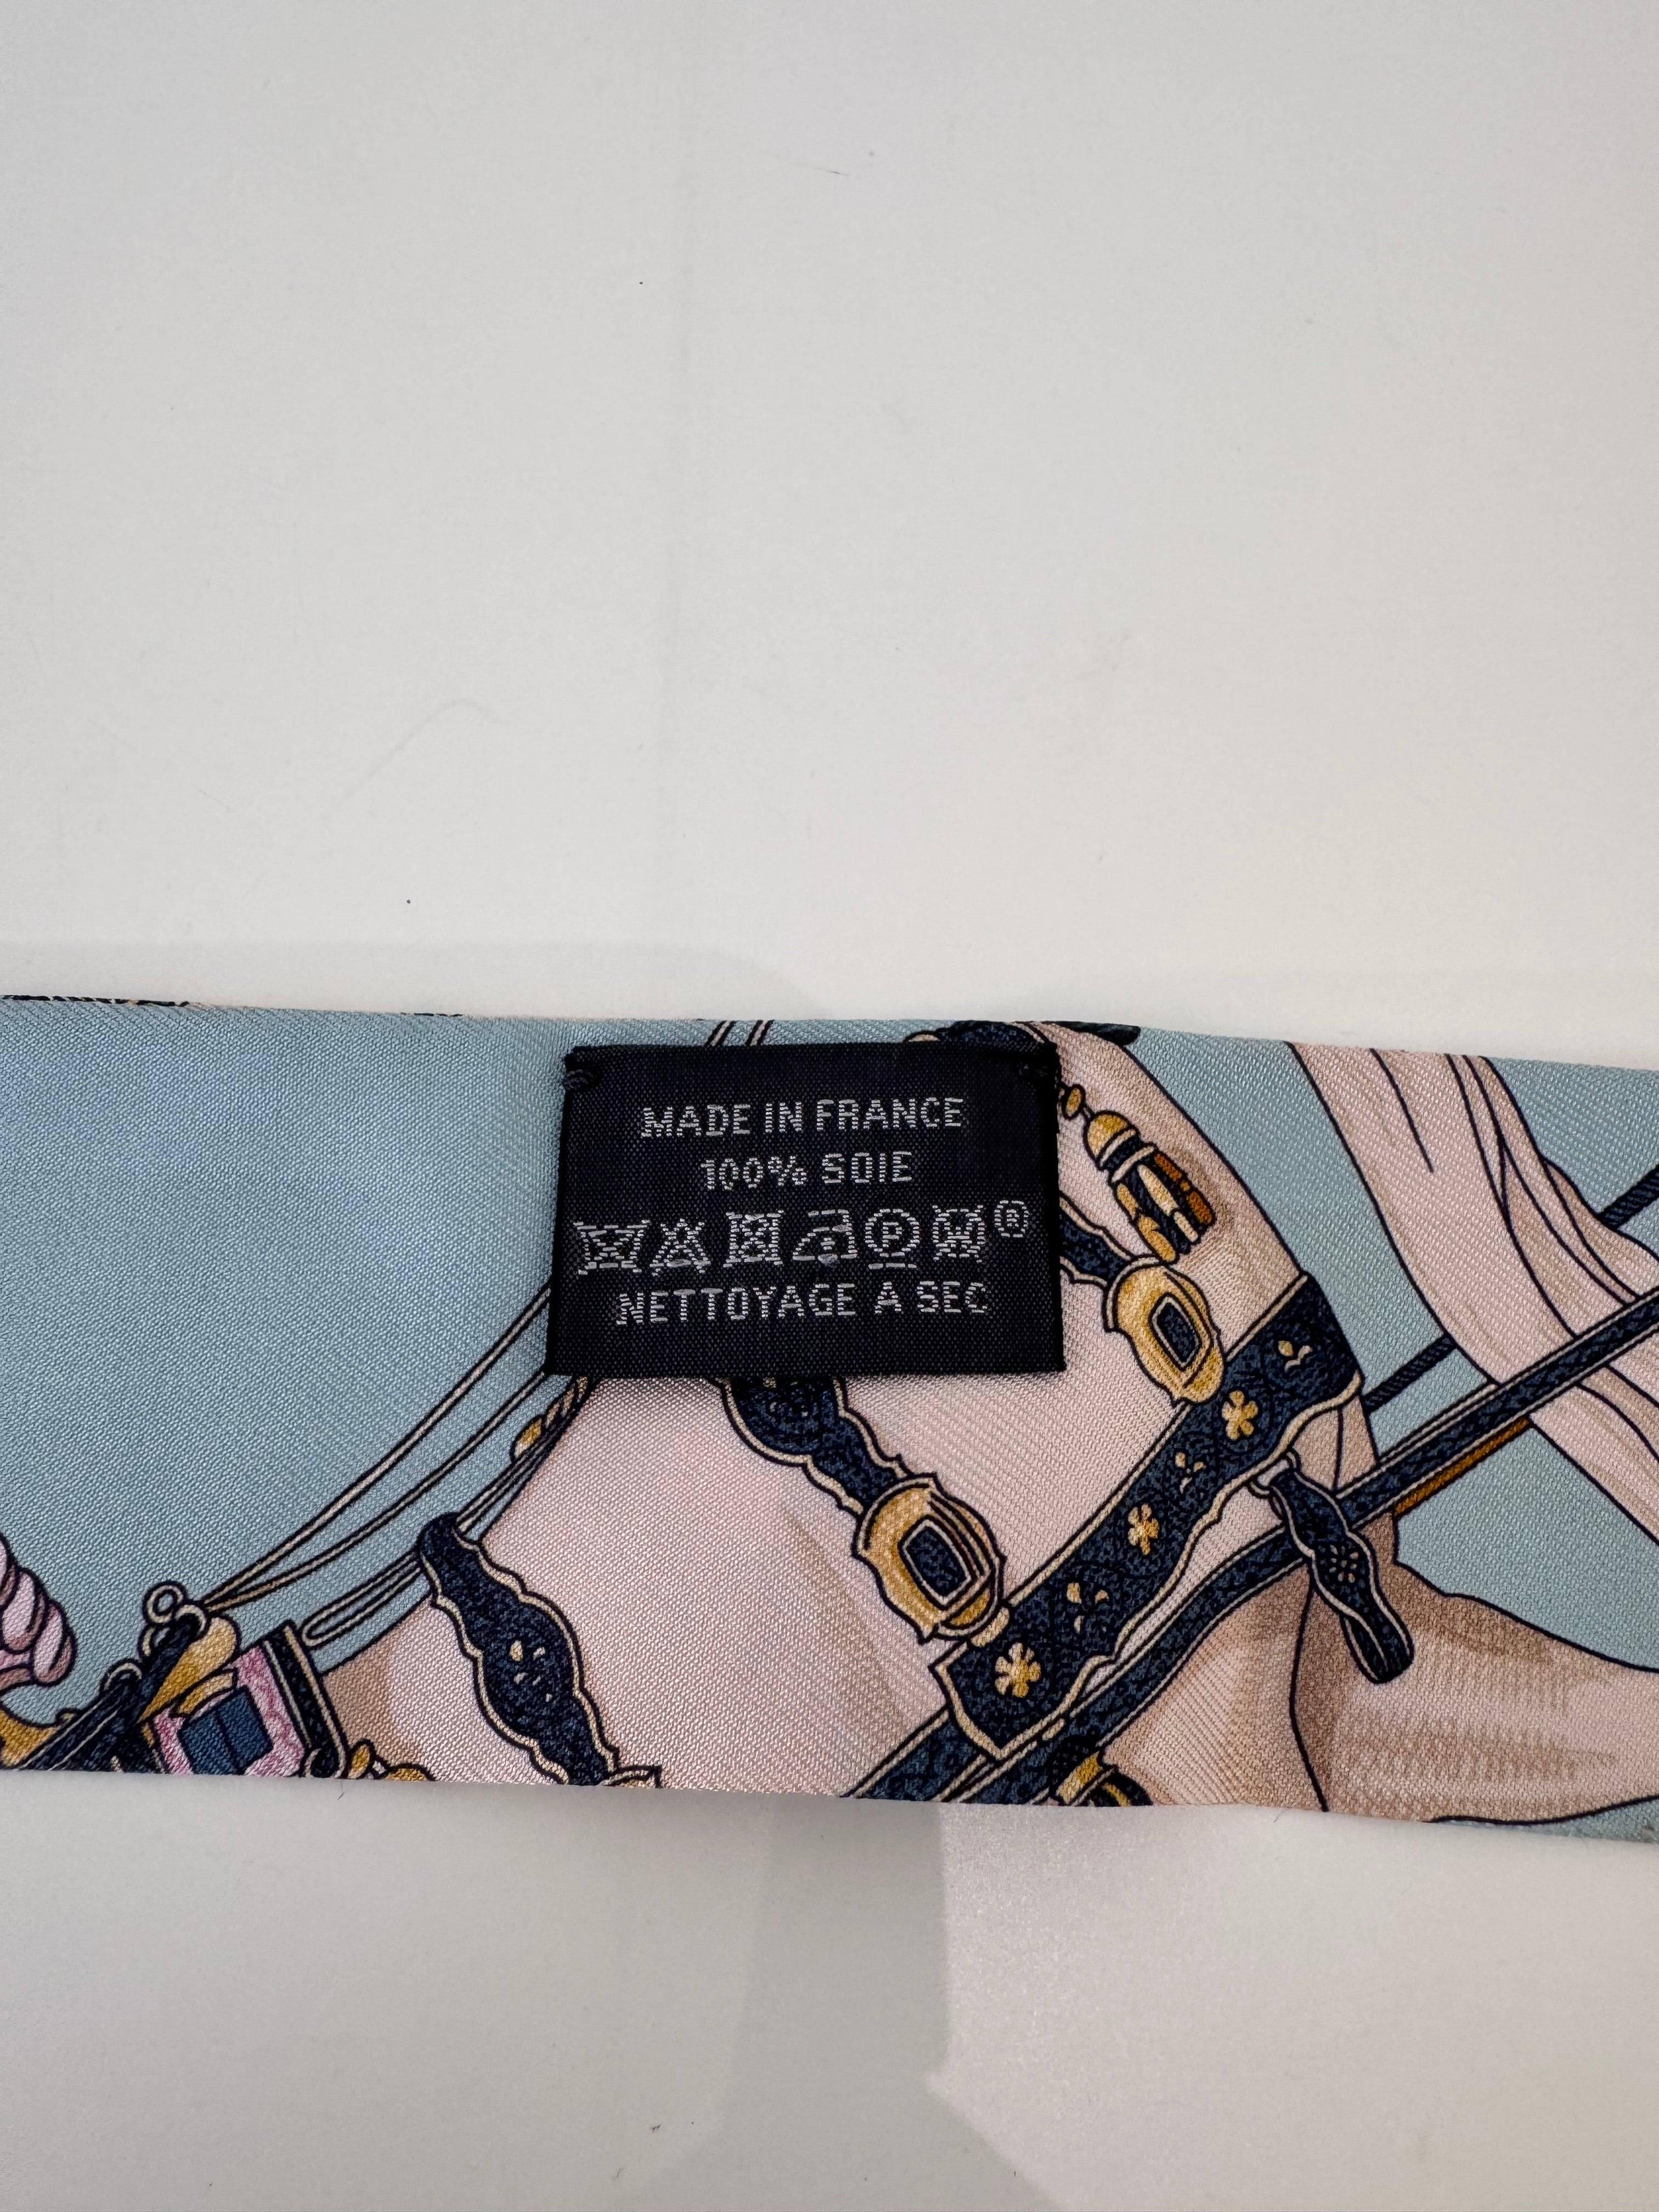 MADE IN FRANCE
100% SOIE
P W ®
NETTOYAGE A SEC